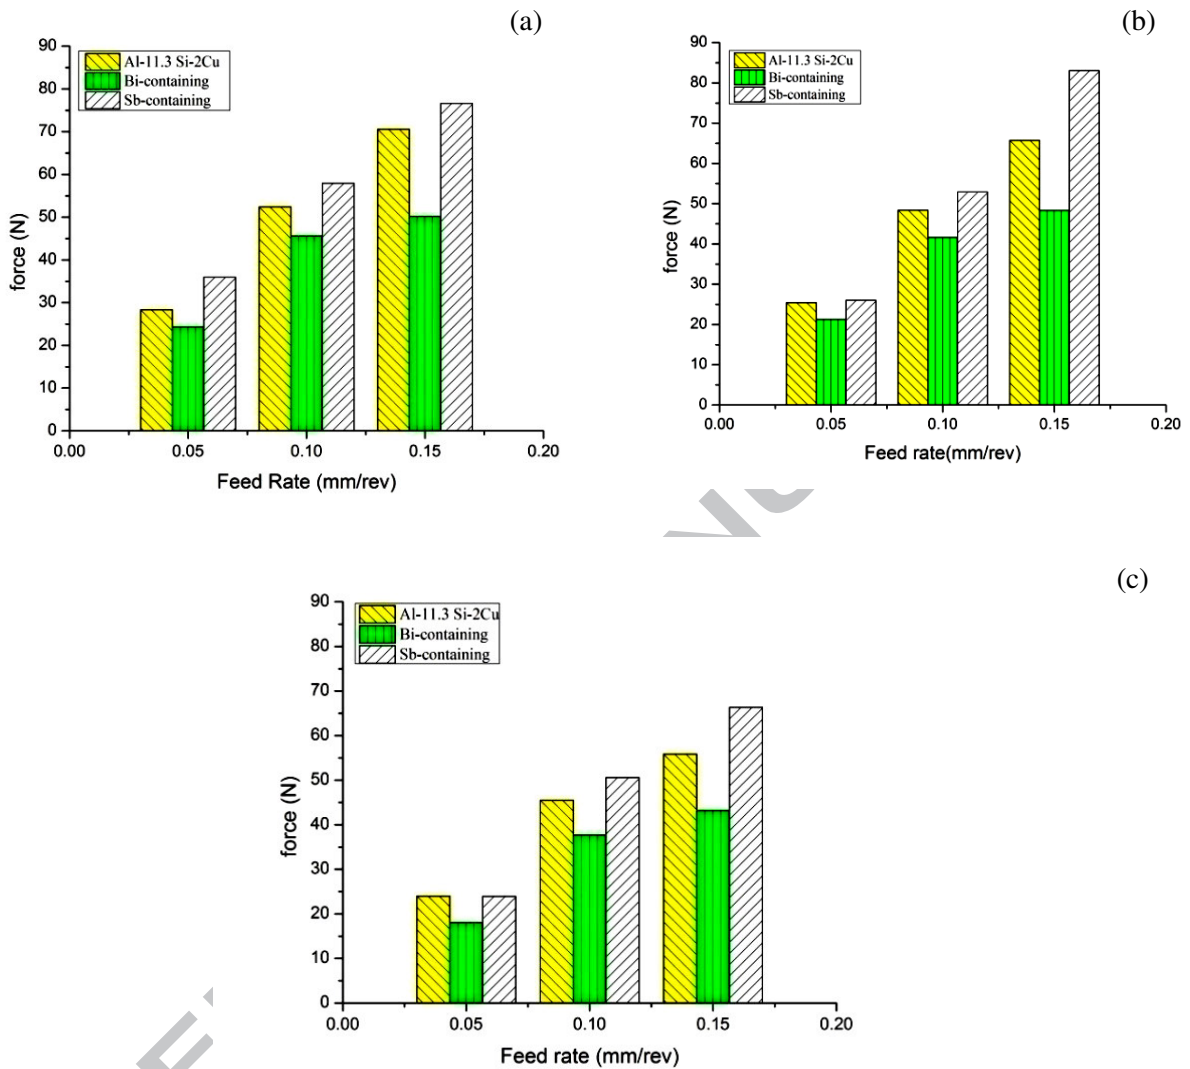 (a)
90
80
70
60
50
40
30
20
10
0
force (N)
Al-11.3 Si-2Cu
Bi-containing
Sb-containing
0.00 0.05 0.10 0.15 0.20
Feed Rate (mm/rev)
(b)
90
80
70
60
50
40
30
20
10
0
force (N)
Al-11.3 Si-2Cu
Bi-containing
Sb-containing
0.00 0.05 0.10 0.15 0.20
Feed rate(mm/rev)
(c)
90
80
70
60
50
40
30
20
10
0
force (N)
Al-11.3 Si-2Cu
Bi-containing
Sb-containing
0.00 0.05 0.10 0.15 0.20
Feed rate (mm/rev)